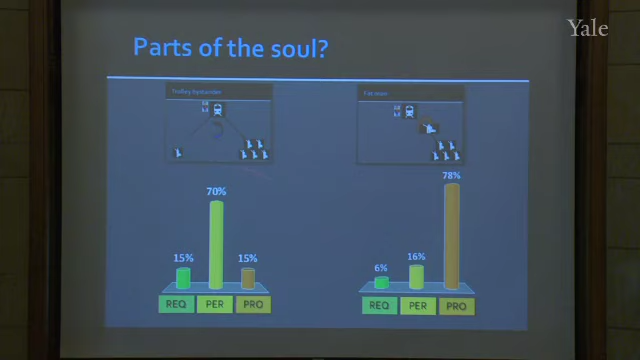 Yale
Parts of the soul?
Trolley bystander
Fat man
15%
70%
15%
6%
16%
78%
REQ PER PRO
REQ PER PRO